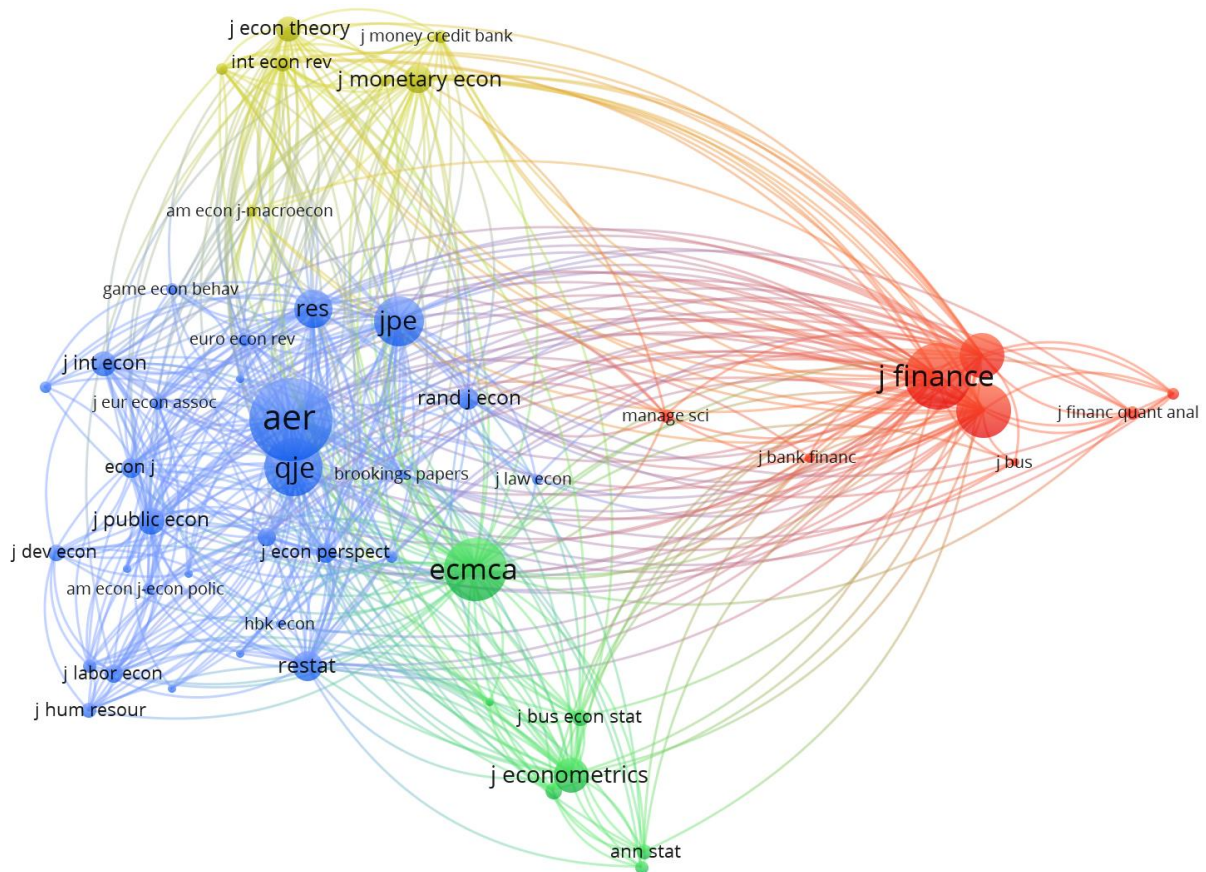 j econ theory
j money credit bank
int econ rev
j monetary econ
am econ j-macroecon
game econ behav
res
jpe
euro econ rev
j int econ
j finance
j eur econ assoc
rand j econ
aer
manage sci
j financ quant anal
econ j
qje
brookings papers
j bank financ
j bus
j law econ
j public econ
j dev econ
j econ perspect
ecmca
am econ j-econ polic
hbk econ
j labor econ
restat
j hum resour
j bus econ stat
j econometrics
ann stat